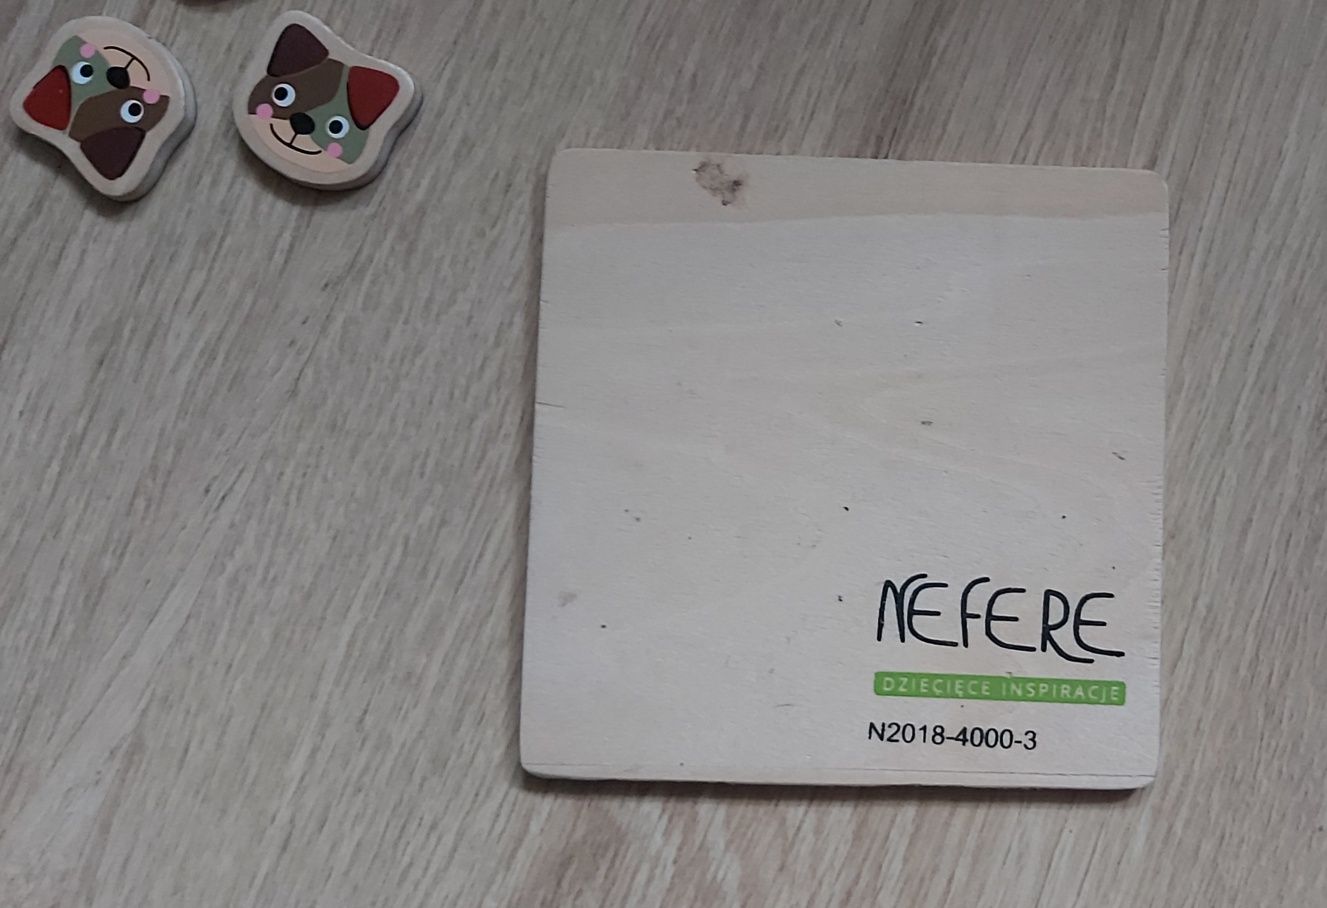 NEFERE
DZIECIĘCE INSPIRACJE
N2018-4000-3